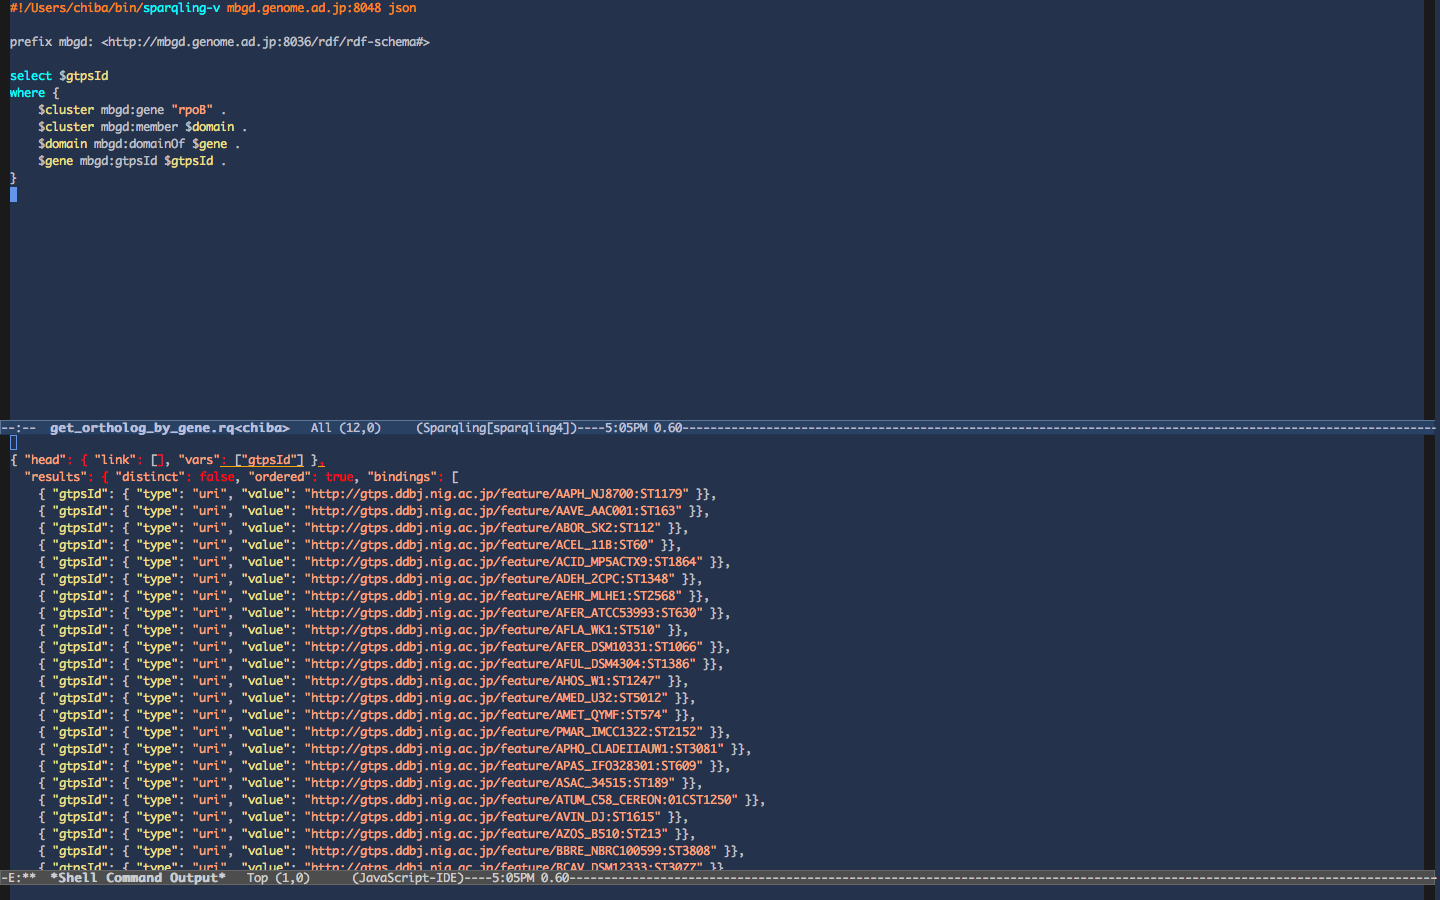 #!/Users/chiba/bin/sparqling-v mbgd.genome.ad.jp:8048 json
prefix mbgd: <http://mbgd.genome.ad.jp:8036/rdf/rdf-schema#>
select $gtpsId
where {
    $cluster mbgd:gene "rpoB" .
    $cluster mbgd:member $domain .
    $domain mbgd:domainOf $gene .
    $gene mbgd:gtpsId $gtpsId .
}
--:--  get_ortholog_by_gene.rq<chiba>   All (12,0)     (Sparqling[sparqling4])----5:05PM 0.60--------------------------------------------------------------------------------------------------------------
{ "head": { "link": [], "vars": ["gtpsId"] },
  "results": { "distinct": false, "ordered": true, "bindings": [
    { "gtpsId": { "type": "uri", "value": "http://gtps.ddbj.nig.ac.jp/feature/AAPH_NJ8700:ST1179" }},
    { "gtpsId": { "type": "uri", "value": "http://gtps.ddbj.nig.ac.jp/feature/AAVE_AAC001:ST163" }},
    { "gtpsId": { "type": "uri", "value": "http://gtps.ddbj.nig.ac.jp/feature/ABOR_SK2:ST112" }},
    { "gtpsId": { "type": "uri", "value": "http://gtps.ddbj.nig.ac.jp/feature/ACEL_11B:ST60" }},
    { "gtpsId": { "type": "uri", "value": "http://gtps.ddbj.nig.ac.jp/feature/ACID_MP5ACTX9:ST1864" }},
    { "gtpsId": { "type": "uri", "value": "http://gtps.ddbj.nig.ac.jp/feature/ADEH_2CPC:ST1348" }},
    { "gtpsId": { "type": "uri", "value": "http://gtps.ddbj.nig.ac.jp/feature/AEHR_MLHE1:ST2568" }},
    { "gtpsId": { "type": "uri", "value": "http://gtps.ddbj.nig.ac.jp/feature/AFER_ATCC53993:ST630" }},
    { "gtpsId": { "type": "uri", "value": "http://gtps.ddbj.nig.ac.jp/feature/AFLA_WK1:ST510" }},
    { "gtpsId": { "type": "uri", "value": "http://gtps.ddbj.nig.ac.jp/feature/AFER_DSM10331:ST1066" }},
    { "gtpsId": { "type": "uri", "value": "http://gtps.ddbj.nig.ac.jp/feature/AFUL_DSM4304:ST1386" }},
    { "gtpsId": { "type": "uri", "value": "http://gtps.ddbj.nig.ac.jp/feature/AHOS_W1:ST1247" }},
    { "gtpsId": { "type": "uri", "value": "http://gtps.ddbj.nig.ac.jp/feature/AMED_U32:ST5012" }},
    { "gtpsId": { "type": "uri", "value": "http://gtps.ddbj.nig.ac.jp/feature/AMET_QYMF:ST574" }},
    { "gtpsId": { "type": "uri", "value": "http://gtps.ddbj.nig.ac.jp/feature/PMAR_IMCC1322:ST2152" }},
    { "gtpsId": { "type": "uri", "value": "http://gtps.ddbj.nig.ac.jp/feature/APHO_CLADEIIAUW1:ST3081" }},
    { "gtpsId": { "type": "uri", "value": "http://gtps.ddbj.nig.ac.jp/feature/APAS_IFO328301:ST609" }},
    { "gtpsId": { "type": "uri", "value": "http://gtps.ddbj.nig.ac.jp/feature/ASAC_34515:ST189" }},
    { "gtpsId": { "type": "uri", "value": "http://gtps.ddbj.nig.ac.jp/feature/ATUM_C58_CEREON:01CST1250" }},
    { "gtpsId": { "type": "uri", "value": "http://gtps.ddbj.nig.ac.jp/feature/AVIN_DJ:ST1615" }},
    { "gtpsId": { "type": "uri", "value": "http://gtps.ddbj.nig.ac.jp/feature/AZOS_B510:ST213" }},
    { "gtpsId": { "type": "uri", "value": "http://gtps.ddbj.nig.ac.jp/feature/BBRE_NBRC100599:ST3808" }},
    { "gtpsId": { "type": "uri", "value": "http://gtps.ddbj.nig.ac.jp/feature/BCAV_DSM12333:ST3077" }},
-E:**  *Shell Command Output*   Top (1,0)      (JavaScript-IDE)----5:05PM 0.60------------------------------------------------------------------------------------------------------------------------------